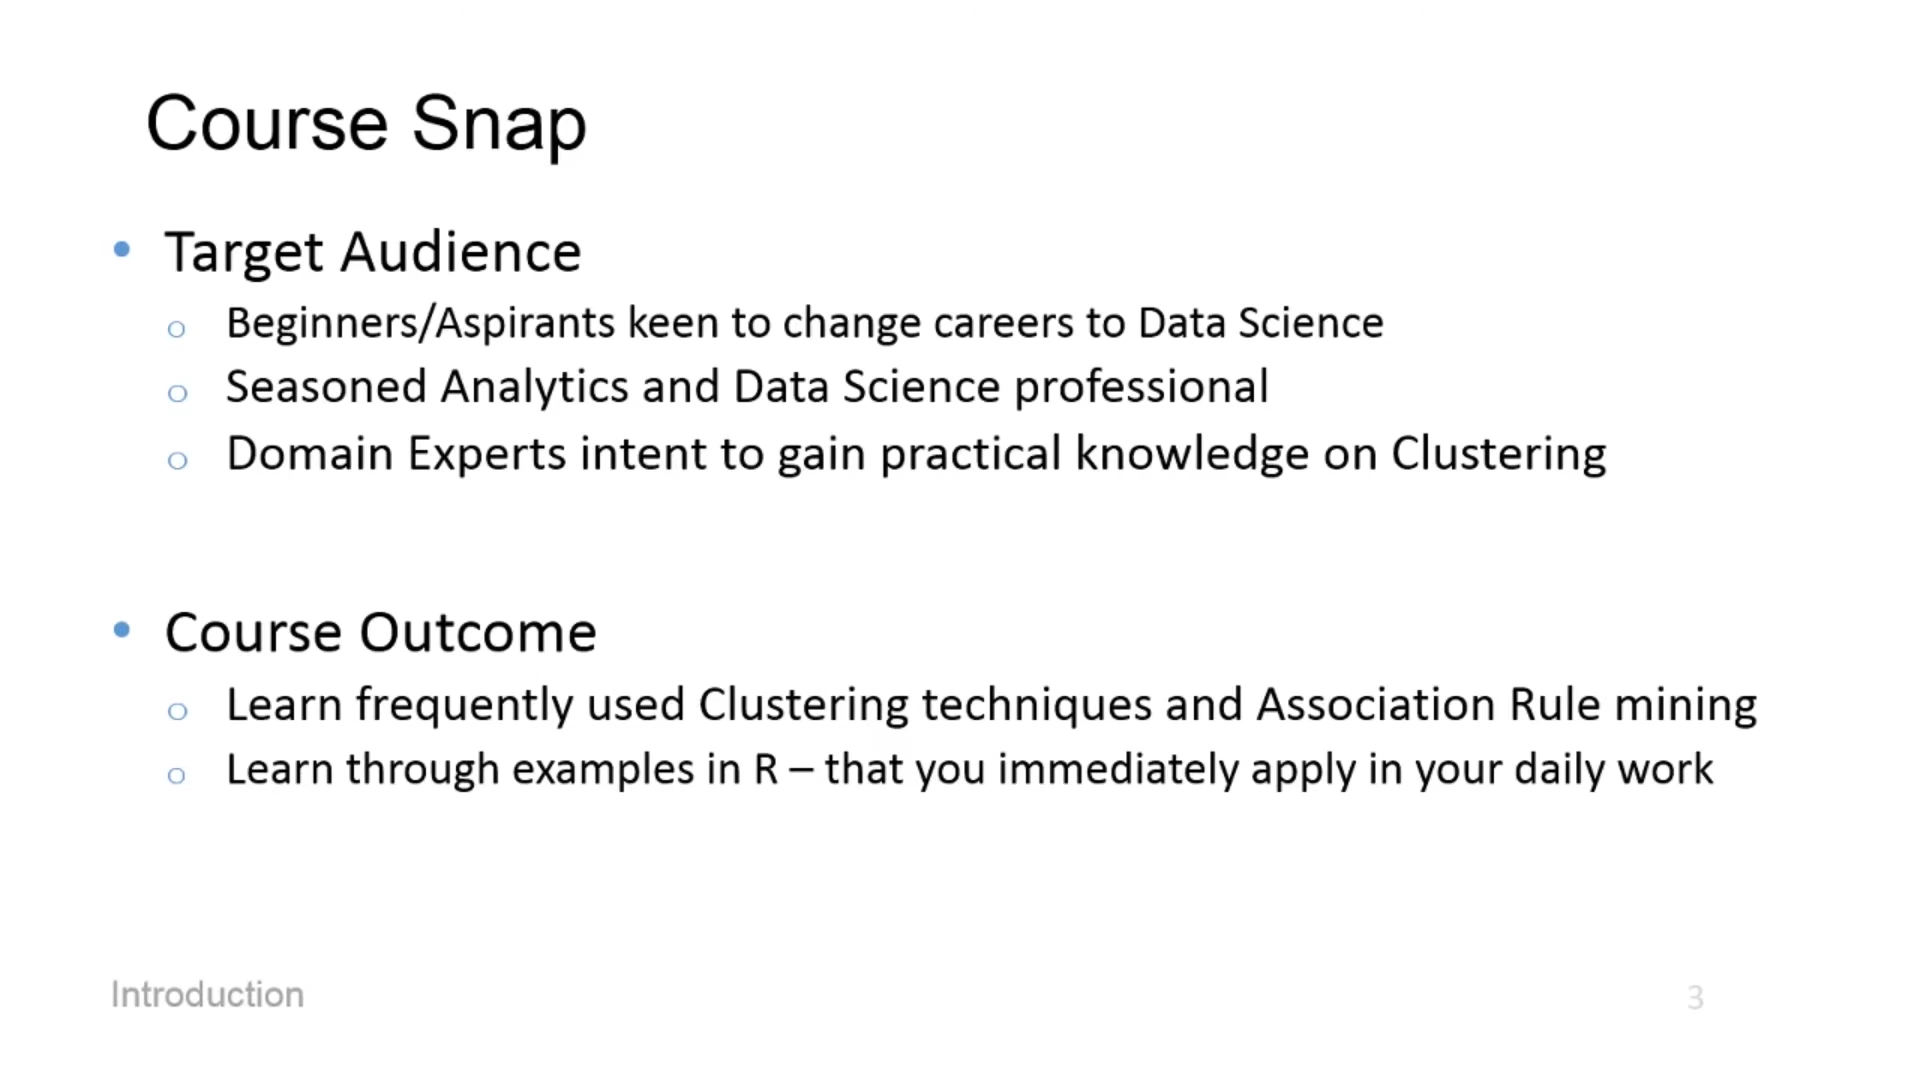 Course Snap
• Target Audience
o Beginners/Aspirants keen to change careers to Data Science
o Seasoned Analytics and Data Science professional
o Domain Experts intent to gain practical knowledge on Clustering
• Course Outcome
o Learn frequently used Clustering techniques and Association Rule mining
o Learn through examples in R – that you immediately apply in your daily work
Introduction
3